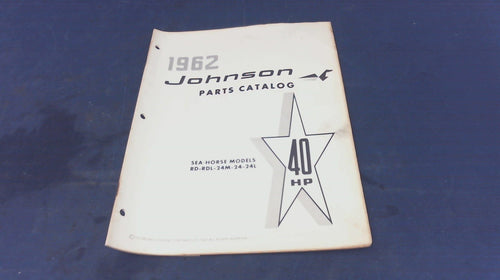 1962
Johnson
PARTS CATALOG
SEA-HORSE MODELS
RD-RDL-24M-24-24L
40
HP